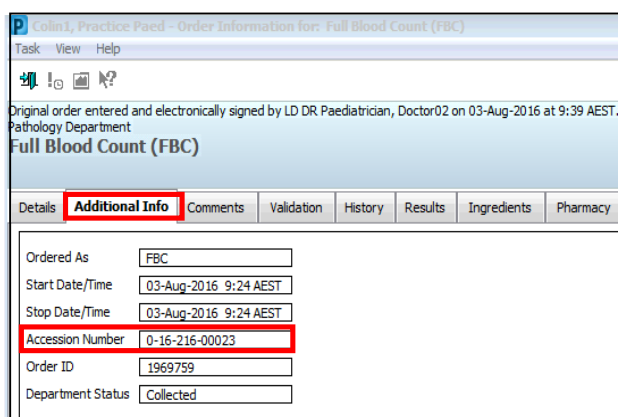 P Colin1, Practice Paed - Order Information for: Full Blood Count (FBC)
Task View Help
Original order entered and electronically signed by LD DR Paediatrician, Doctor02 on 03-Aug-2016 at 9:39 AEST.
Pathology Department
Full Blood Count (FBC)
Details Additional Info Comments Validation History Results Ingredients Pharmacy
Ordered As FBC
Start Date/Time 03-Aug-2016 9:24 AEST
Stop Date/Time 03-Aug-2016 9:24 AEST
Accession Number 0-16-216-00023
Order ID 1969759
Department Status Collected